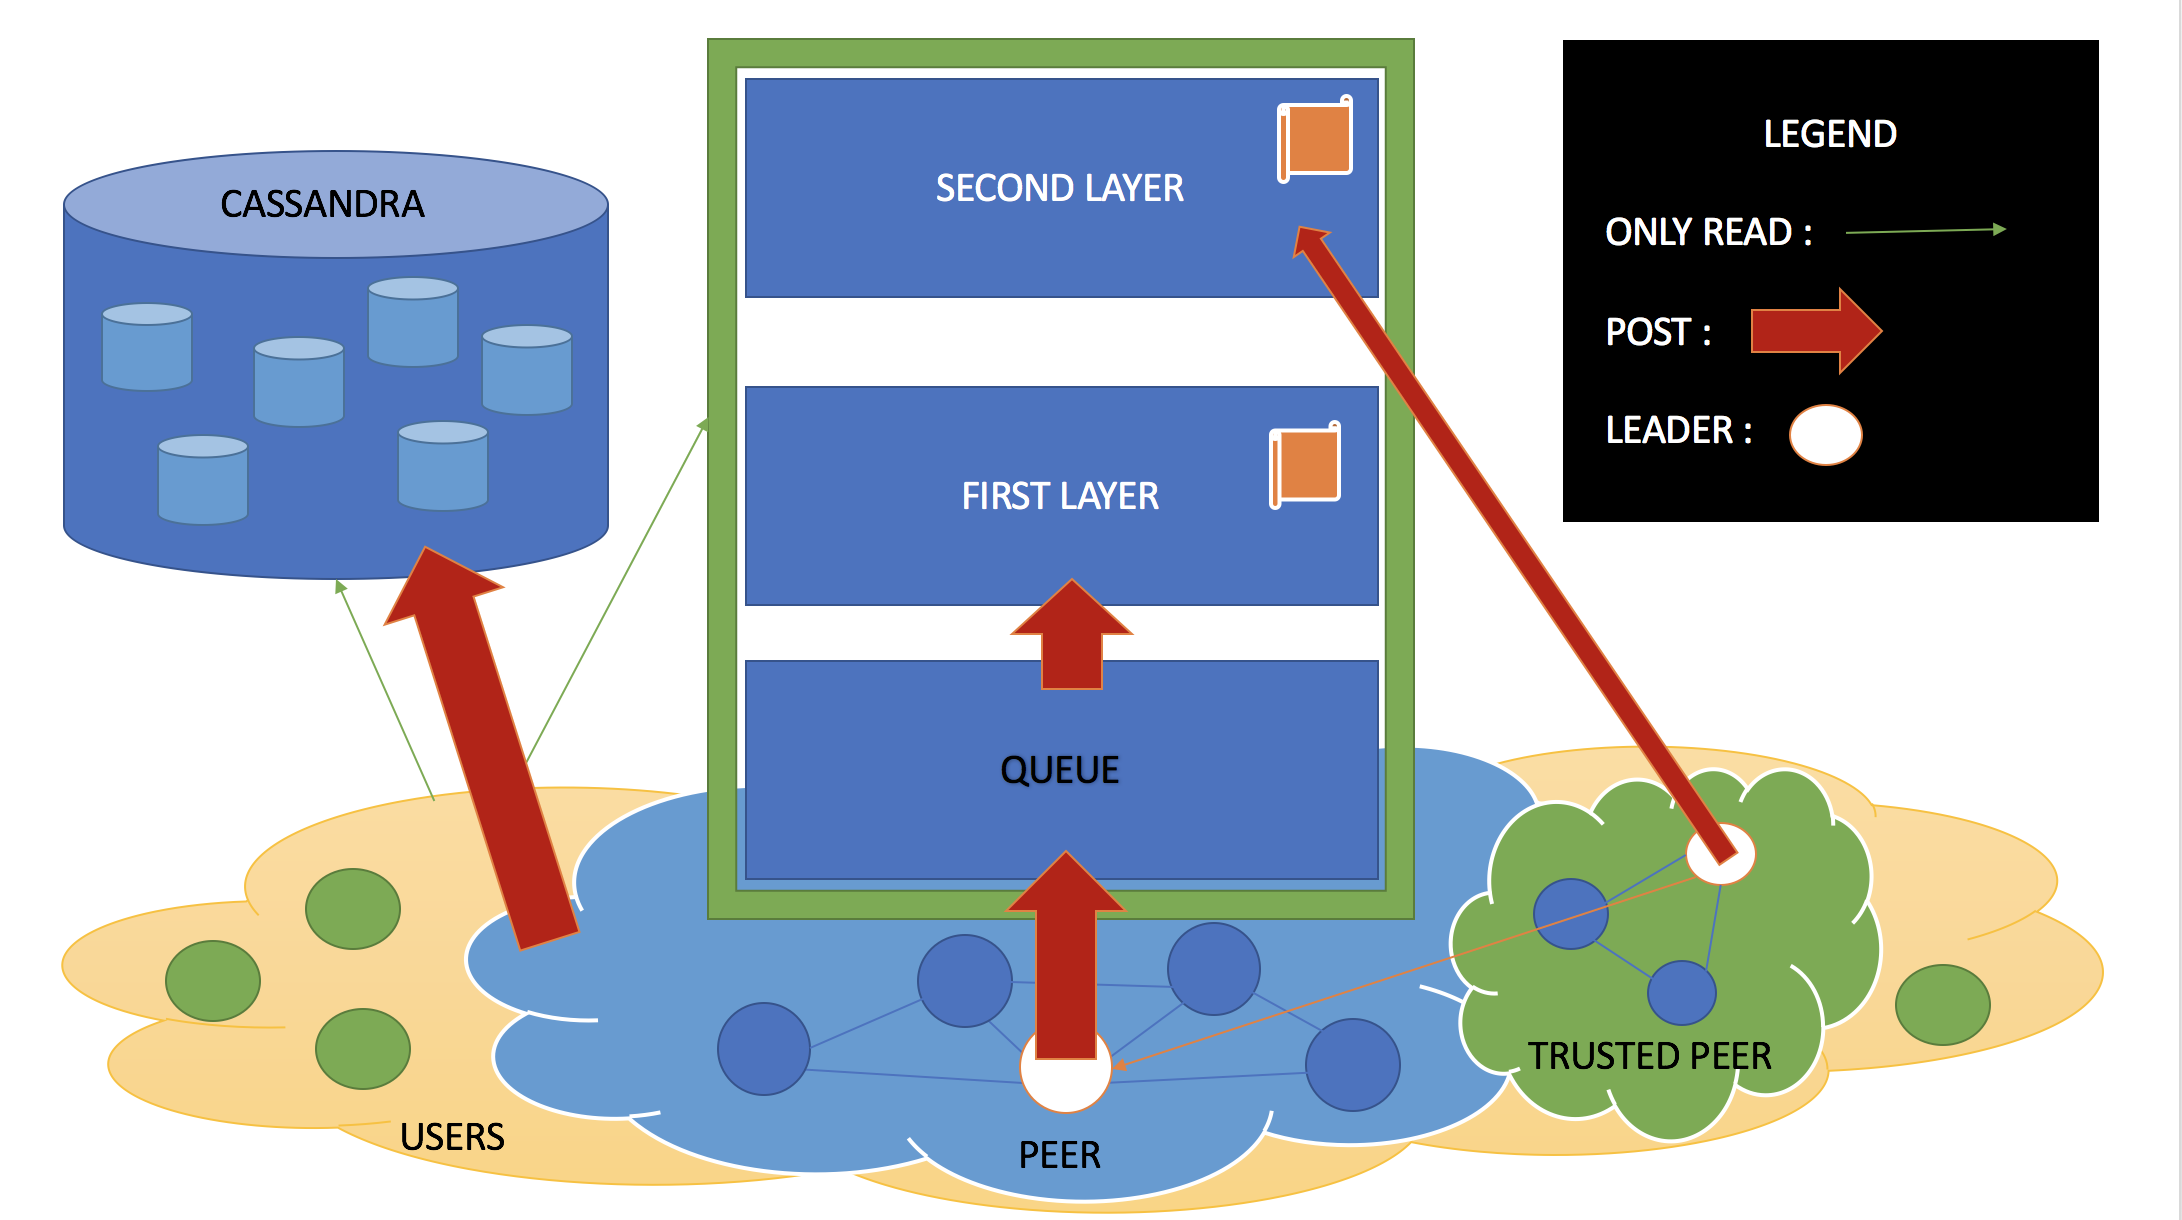 CASSANDRA
SECOND LAYER
FIRST LAYER
QUEUE
LEGEND
ONLY READ :
POST :
LEADER :
USERS
PEER
TRUSTED PEER